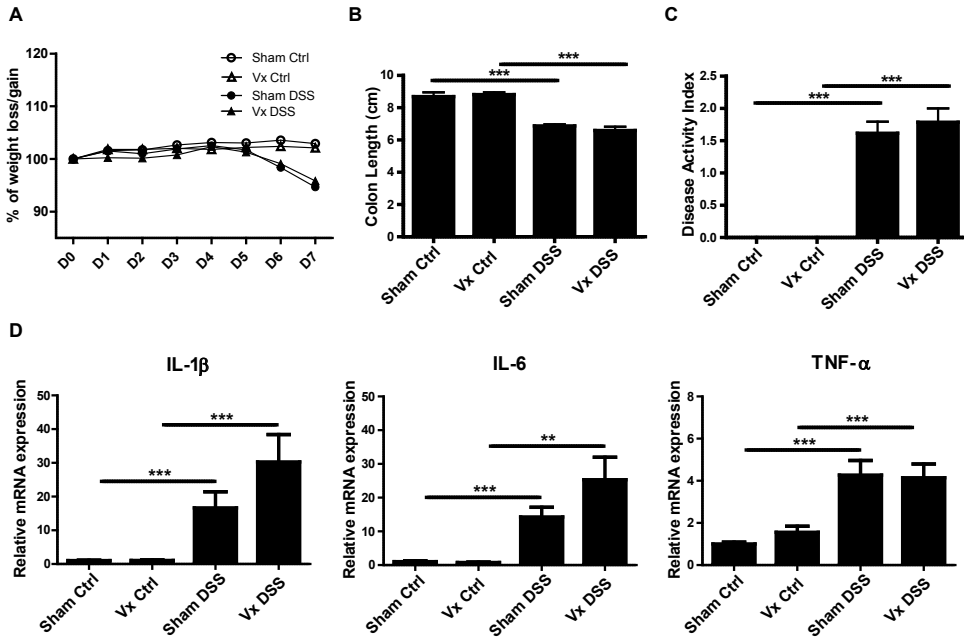 A
% of weight loss/gain
120
110
100
90
Sham Ctrl
Vx Ctrl
Sham DSS
Vx DSS
D0 D1 D2 D3 D4 D5 D6 D7
B
Colon Length (cm)
10
8
6
4
2
0
***
***
Sham Ctrl Vx Ctrl Sham DSS Vx DSS
C
Disease Activity Index
2.5
2.0
1.5
1.0
0.5
0.0
***
***
Sham Ctrl Vx Ctrl Sham DSS Vx DSS
D
IL-1β
Relative mRNA expression
50
40
30
20
10
0
***
***
Sham Ctrl Vx Ctrl Sham DSS Vx DSS
IL-6
Relative mRNA expression
50
40
30
20
10
0
**
***
Sham Ctrl Vx Ctrl Sham DSS Vx DSS
TNF-α
Relative mRNA expression
8
6
4
2
0
***
***
Sham Ctrl Vx Ctrl Sham DSS Vx DSS